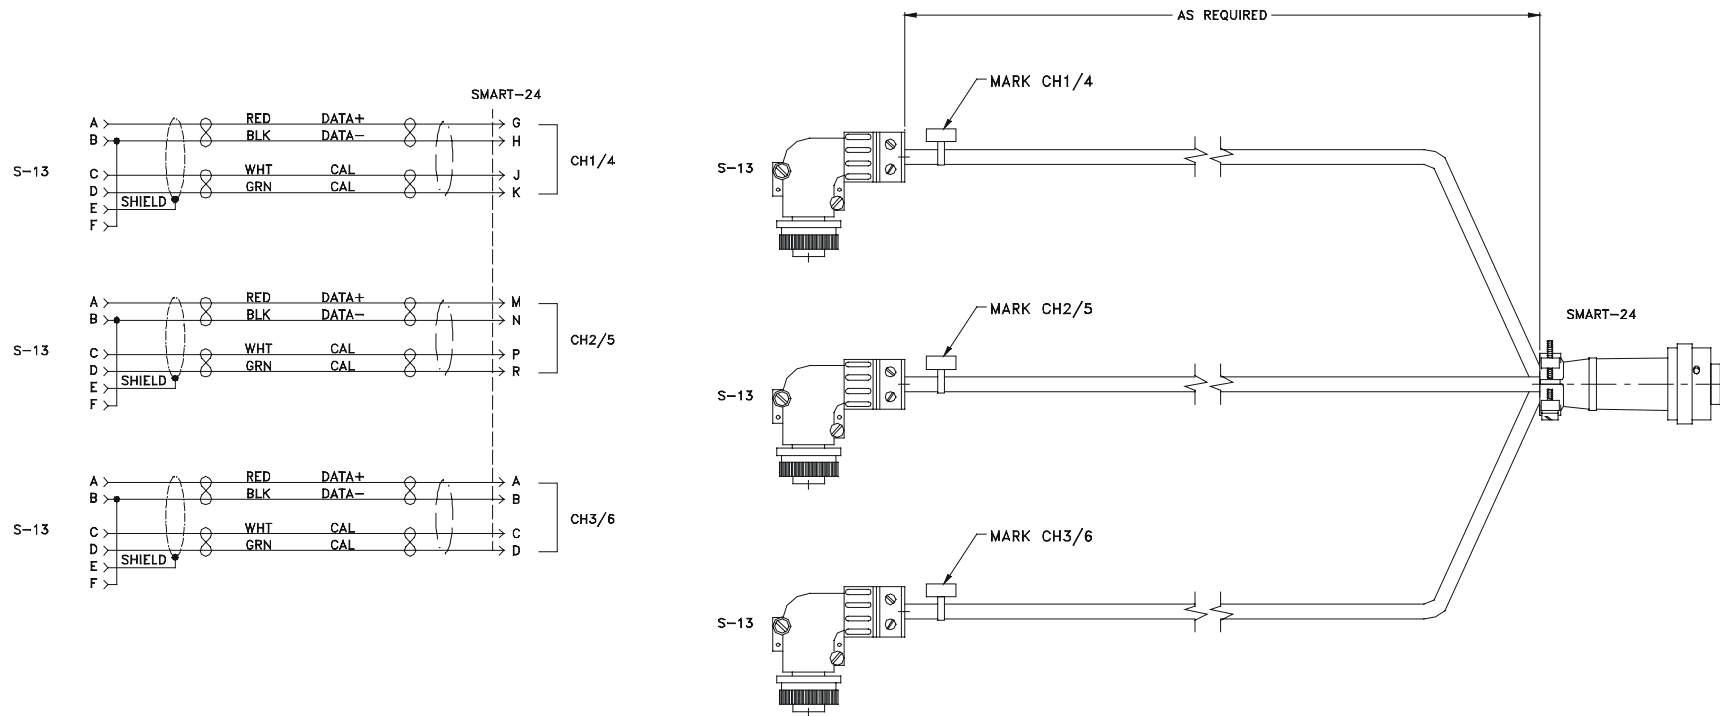 SMART-24
A RED DATA+ G
B BLK DATA- H
S-13
CH1/4
C WHT CAL J
D GRN CAL K
E SHIELD
F
A RED DATA+ M
B BLK DATA- N
S-13
CH2/5
C WHT CAL P
D GRN CAL R
E SHIELD
F
A RED DATA+ A
B BLK DATA- B
S-13
CH3/6
C WHT CAL C
D GRN CAL D
E SHIELD
F
AS REQUIRED
MARK CH1/4
S-13
MARK CH2/5
S-13
SMART-24
MARK CH3/6
S-13